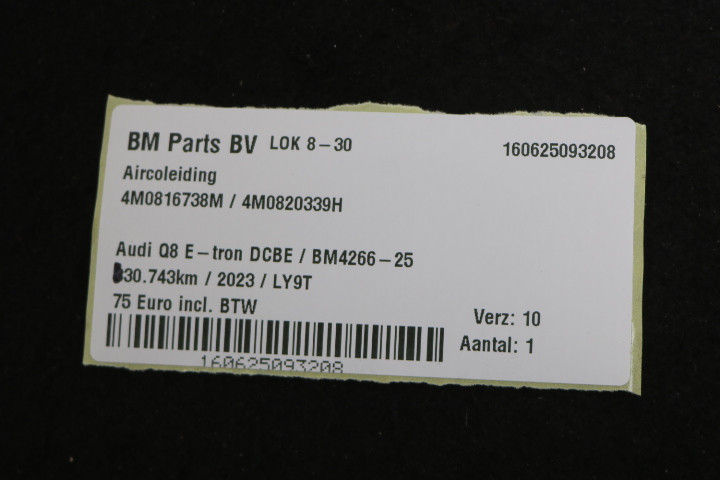 BM Parts BV LOK 8-30 160625093208
Aircoleiding
4M0816738M / 4M0820339H
Audi Q8 E-tron DCBE / BM4266-25
30.743km / 2023 / LY9T
75 Euro incl. BTW
Verz: 10
Aantal: 1
160625093208